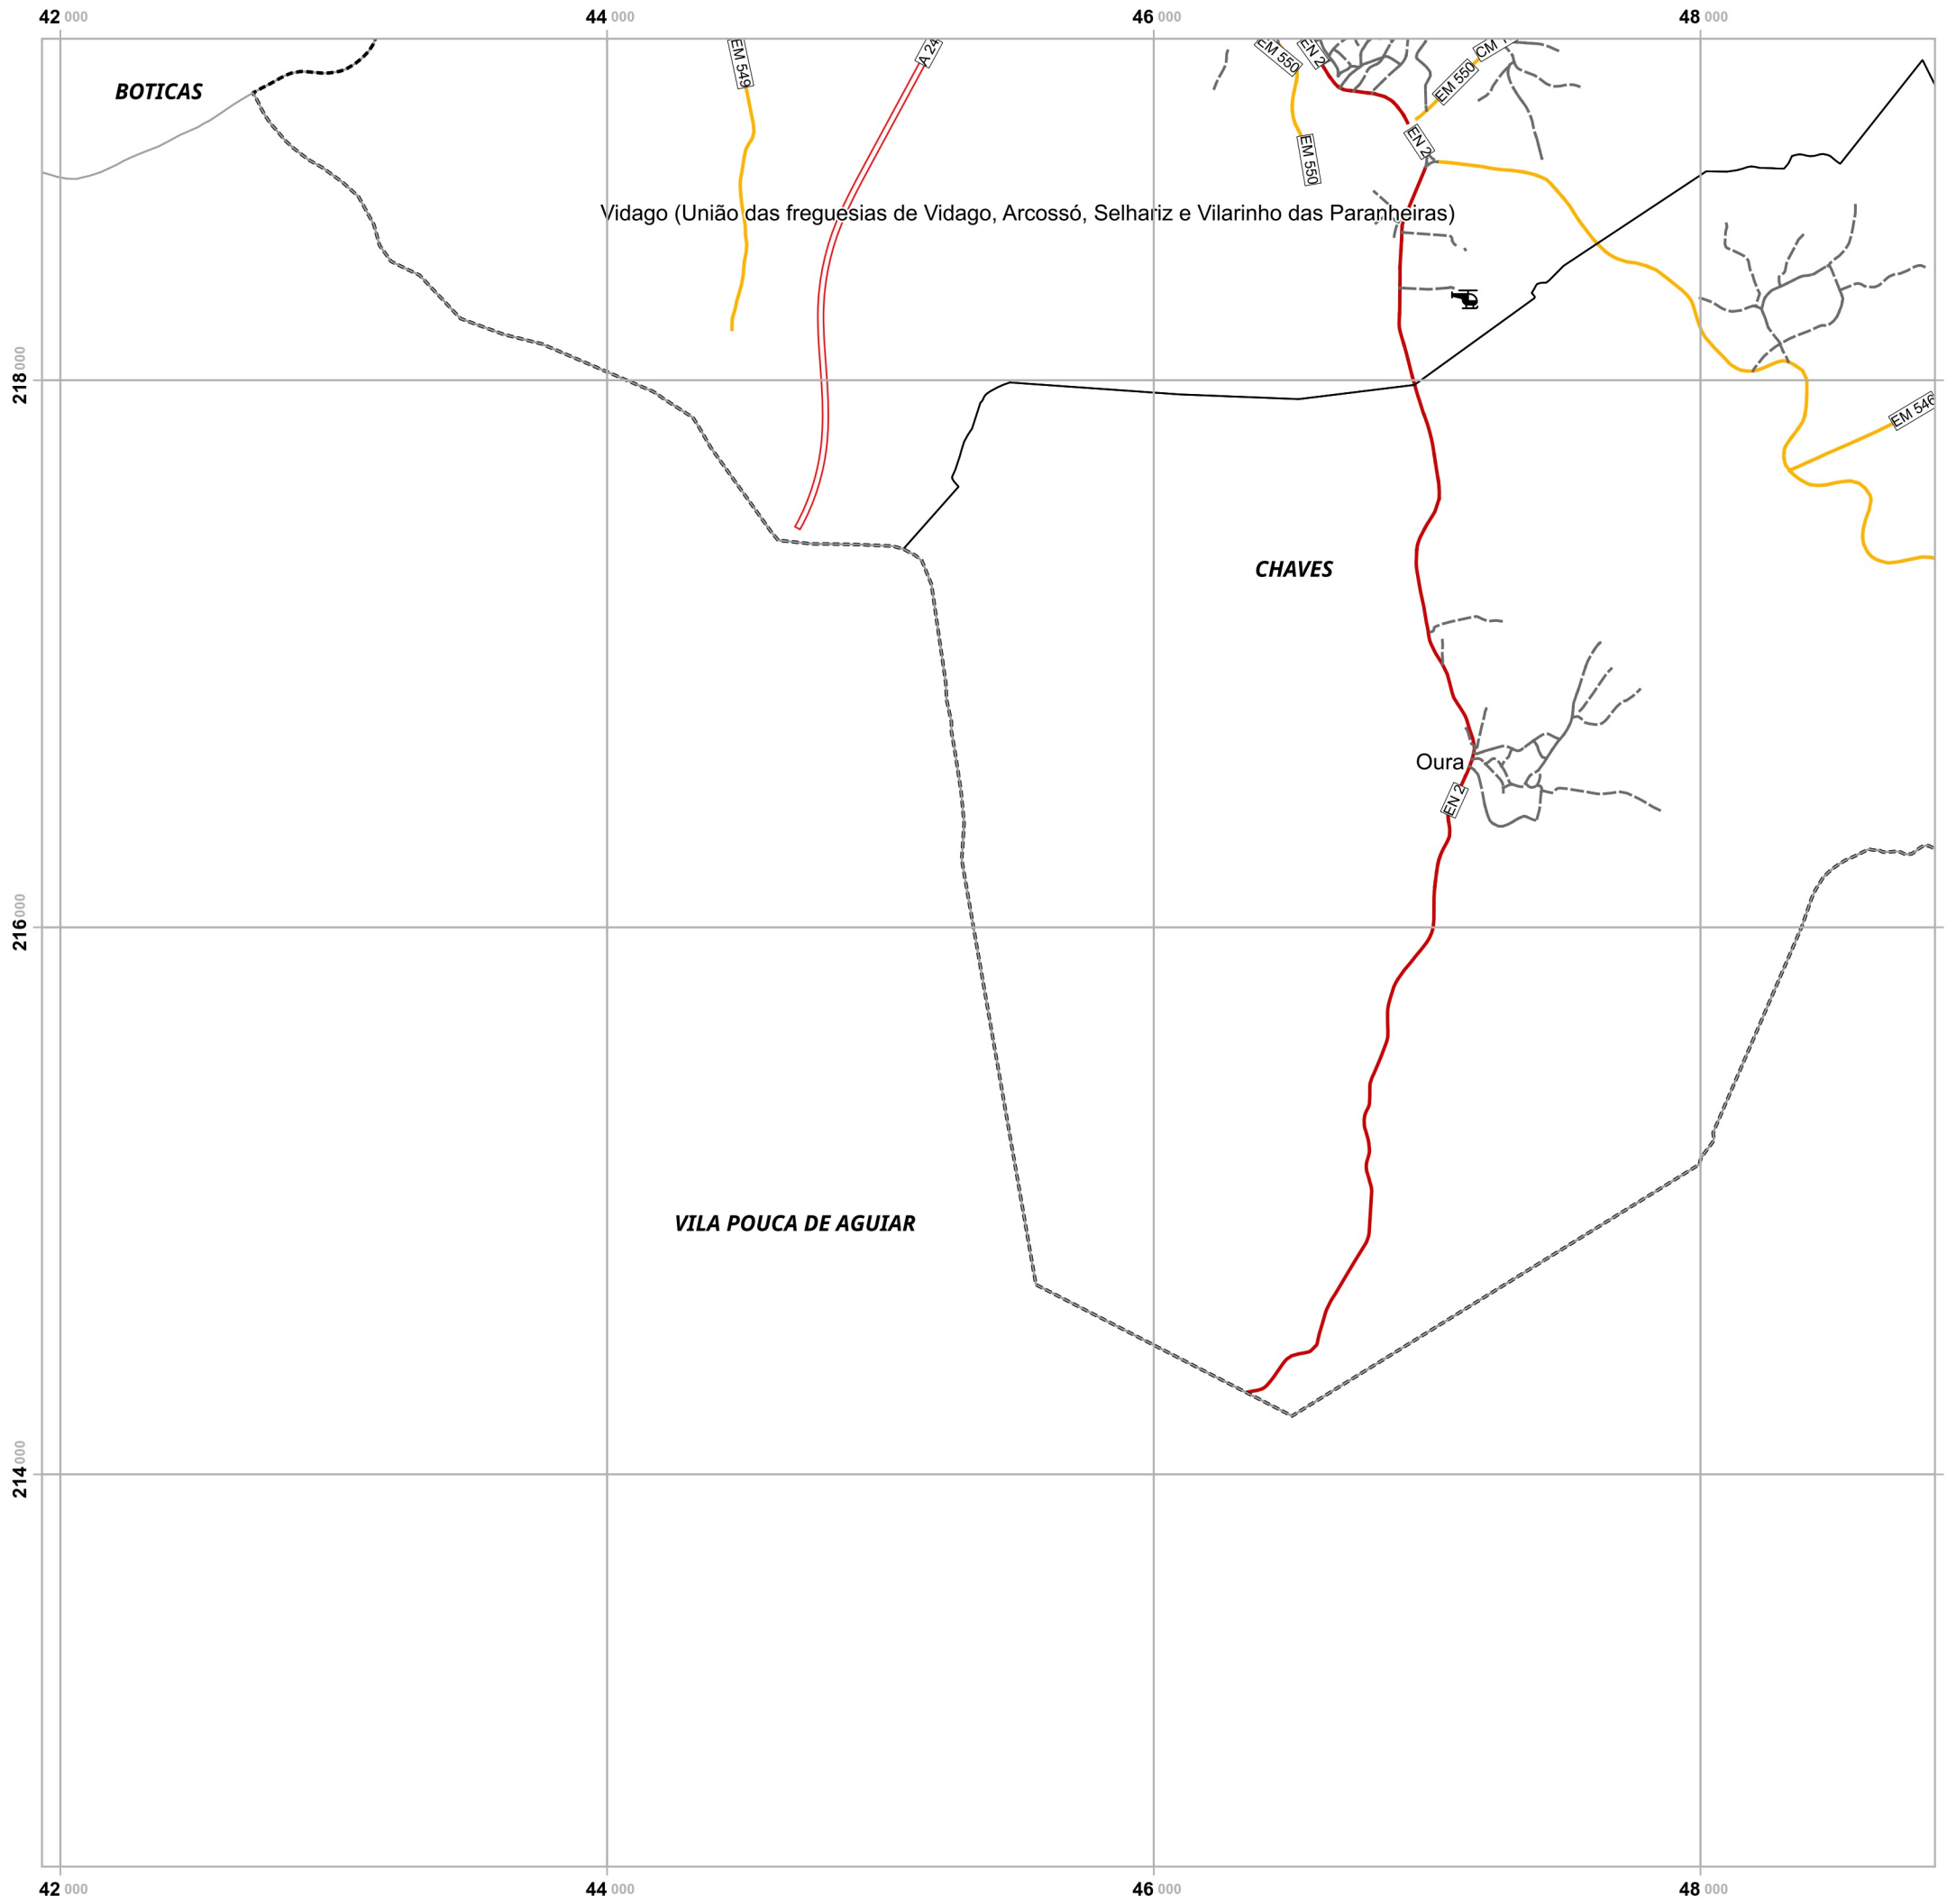 42 000 44 000 46 000 48 000
EM 549
A 24
EM 550
EN 2
CM
EM 550
BOTICAS
EN 2
EM 550
Vidago (União das freguesias de Vidago, Arcossó, Selhariz e Vilarinho das Paranheiras)
218 000
EM 546
CHAVES
Oura
EN 2
216 000
VILA POUCA DE AGUIAR
214 000
42 000 44 000 46 000 48 000